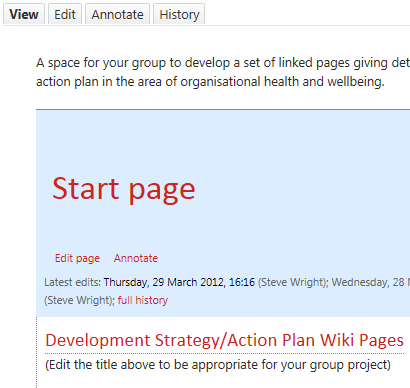 View Edit Annotate History
A space for your group to develop a set of linked pages giving det
action plan in the area of organisational health and wellbeing.
Start page
Edit page Annotate
Latest edits: Thursday, 29 March 2012, 16:16 (Steve Wright); Wednesday, 28
(Steve Wright); full history
Development Strategy/Action Plan Wiki Pages
(Edit the title above to be appropriate for your group project)